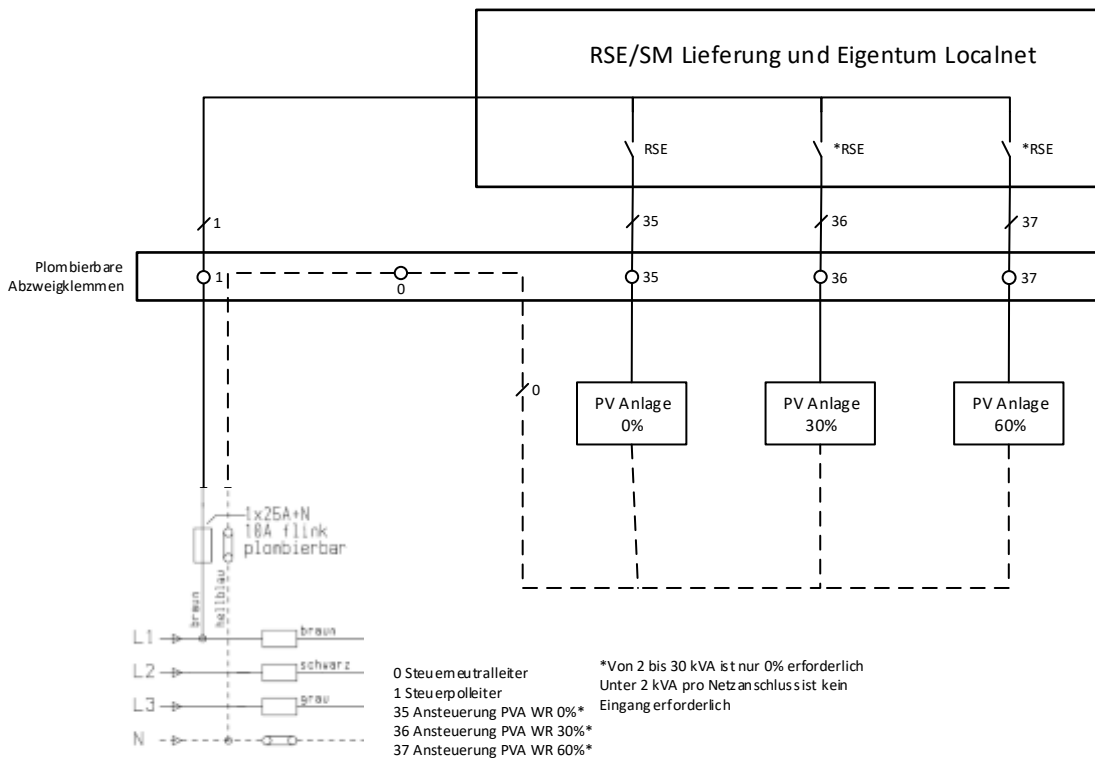 RSE/SM Lieferung und Eigentum Localnet
RSE
*RSE
*RSE
1
35
36
37
Plombierbare
Abzweigklemmen
1
0
35
36
37
0
PV Anlage
0%
PV Anlage
30%
PV Anlage
60%
1x25A+N
10A flink
plombierbar
braun
hellblau
L1
braun
L2
schwarz
L3
grau
N
0 Steuerneutralleiter
1 Steuerpolleiter
35 Ansteuerung PVA WR 0%*
36 Ansteuerung PVA WR 30%*
37 Ansteuerung PVA WR 60%*
*Von 2 bis 30 kVA ist nur 0% erforderlich
Unter 2 kVA pro Netzanschluss ist kein
Eingang erforderlich